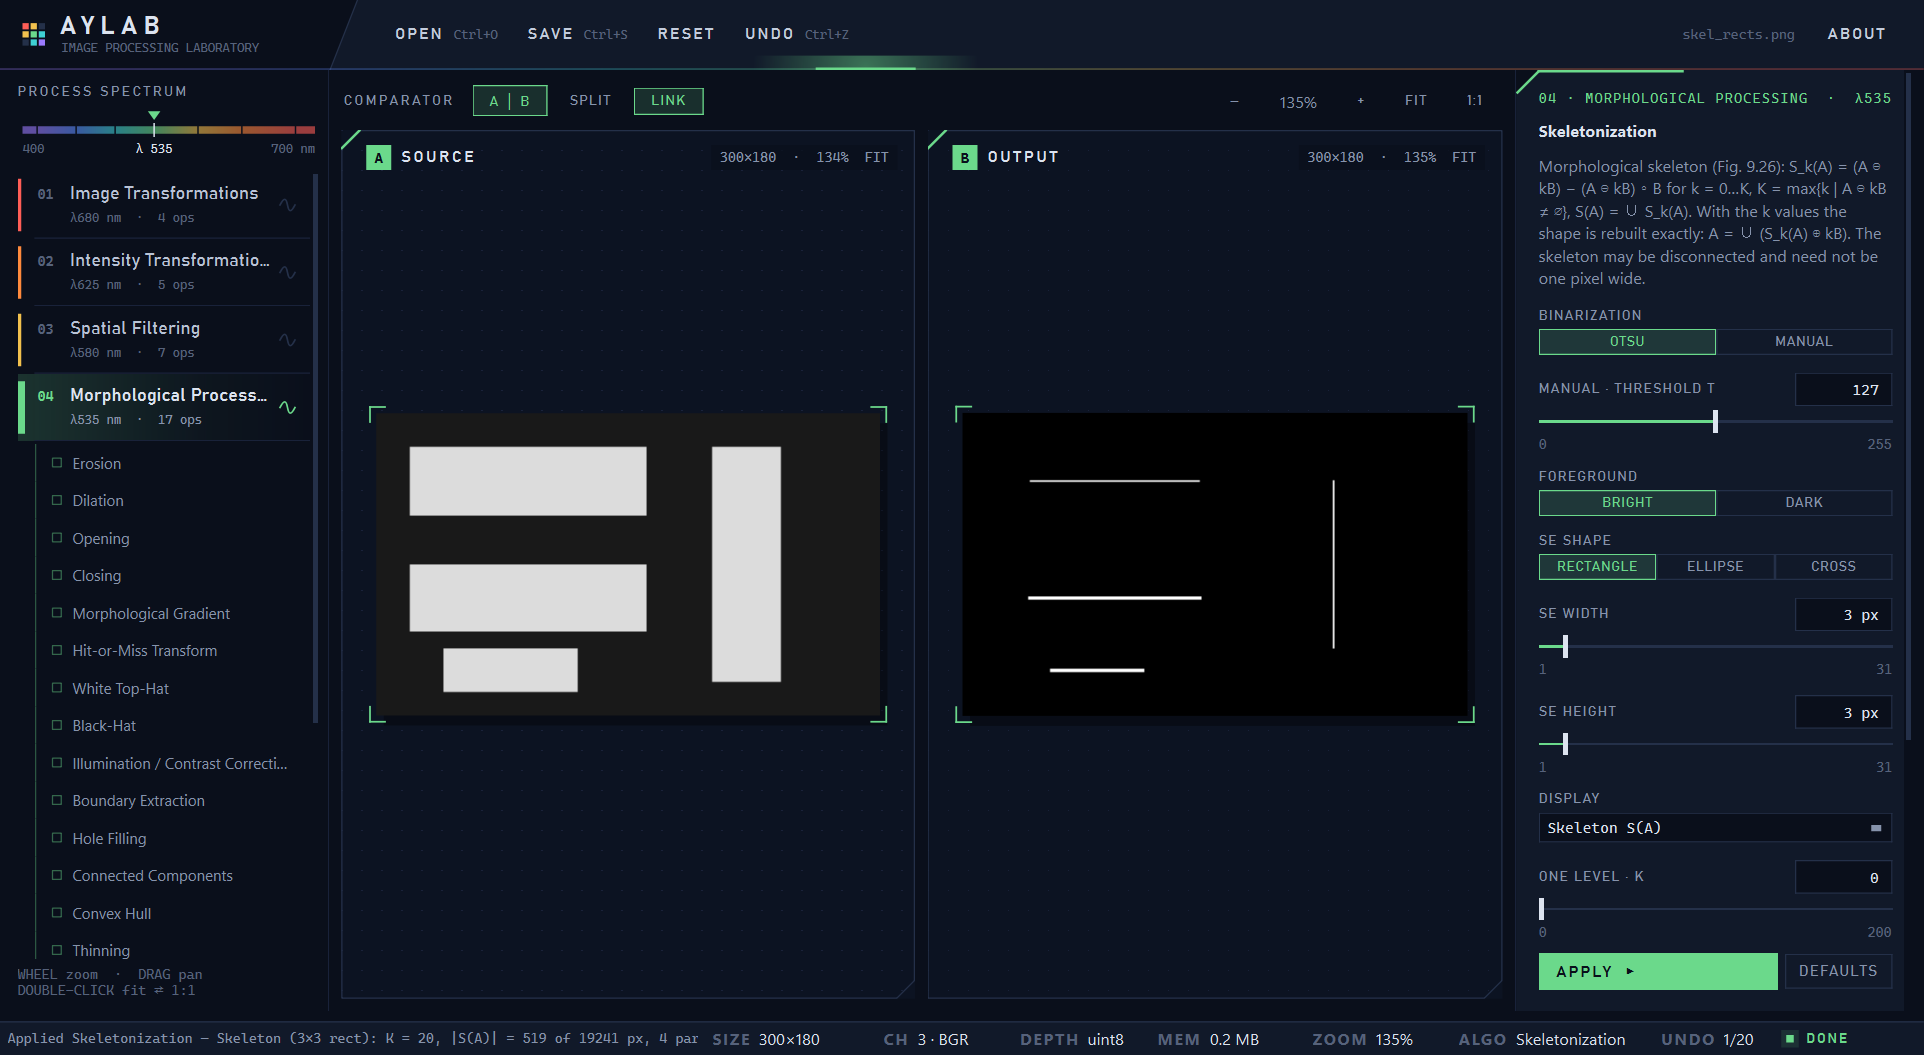 AYLAB
IMAGE PROCESSING LABORATORY
OPEN Ctrl+O SAVE Ctrl+S RESET UNDO Ctrl+Z
skel_rects.png ABOUT
PROCESS SPECTRUM
400 λ 535 700 nm
01 Image Transformations
λ680 nm · 4 ops
02 Intensity Transformatio...
λ625 nm · 5 ops
03 Spatial Filtering
λ580 nm · 7 ops
04 Morphological Process...
λ535 nm · 17 ops
Erosion
Dilation
Opening
Closing
Morphological Gradient
Hit-or-Miss Transform
White Top-Hat
Black-Hat
Illumination / Contrast Correcti...
Boundary Extraction
Hole Filling
Connected Components
Convex Hull
Thinning
WHEEL zoom · DRAG pan
DOUBLE-CLICK fit ⇄ 1:1
COMPARATOR A | B SPLIT LINK
− 135% + FIT 1:1
A SOURCE 300×180 · 134% FIT
B OUTPUT 300×180 · 135% FIT
04 · MORPHOLOGICAL PROCESSING · λ535
Skeletonization
Morphological skeleton (Fig. 9.26): S_k(A) = (A ⊖
kB) − (A ⊖ kB) ∘ B for k = 0...K, K = max{k | A ⊖ kB
≠ ∅}, S(A) = ∪ S_k(A). With the k values the
shape is rebuilt exactly: A = ∪ (S_k(A) ⊕ kB). The
skeleton may be disconnected and need not be
one pixel wide.
BINARIZATION
OTSU MANUAL
MANUAL · THRESHOLD T 127
0 255
FOREGROUND
BRIGHT DARK
SE SHAPE
RECTANGLE ELLIPSE CROSS
SE WIDTH 3 px
1 31
SE HEIGHT 3 px
1 31
DISPLAY
Skeleton S(A)
ONE LEVEL · K 0
0 200
APPLY ▸ DEFAULTS
Applied Skeletonization — Skeleton (3×3 rect): K = 20, |S(A)| = 519 of 19241 px, 4 par SIZE 300×180 CH 3 · BGR DEPTH uint8 MEM 0.2 MB ZOOM 135% ALGO Skeletonization UNDO 1/20 DONE